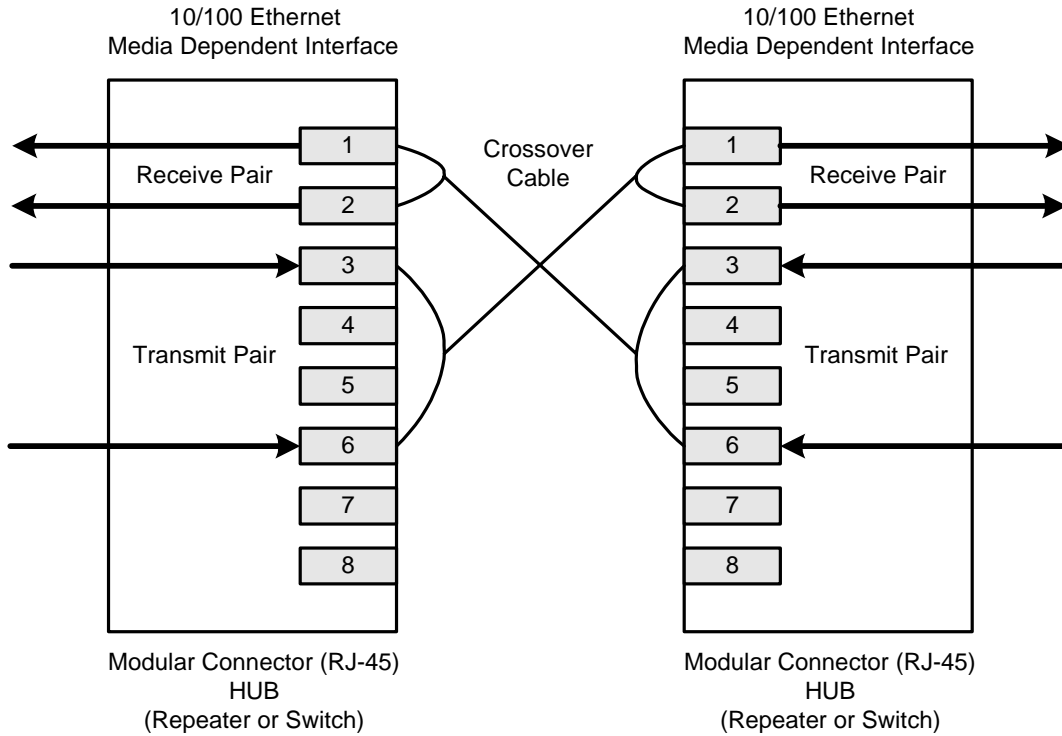 10/100 Ethernet
Media Dependent Interface
10/100 Ethernet
Media Dependent Interface
1
Receive Pair
2
3
4
Transmit Pair
5
6
7
8
Crossover
Cable
1
Receive Pair
2
3
4
Transmit Pair
5
6
7
8
Modular Connector (RJ-45)
HUB
(Repeater or Switch)
Modular Connector (RJ-45)
HUB
(Repeater or Switch)